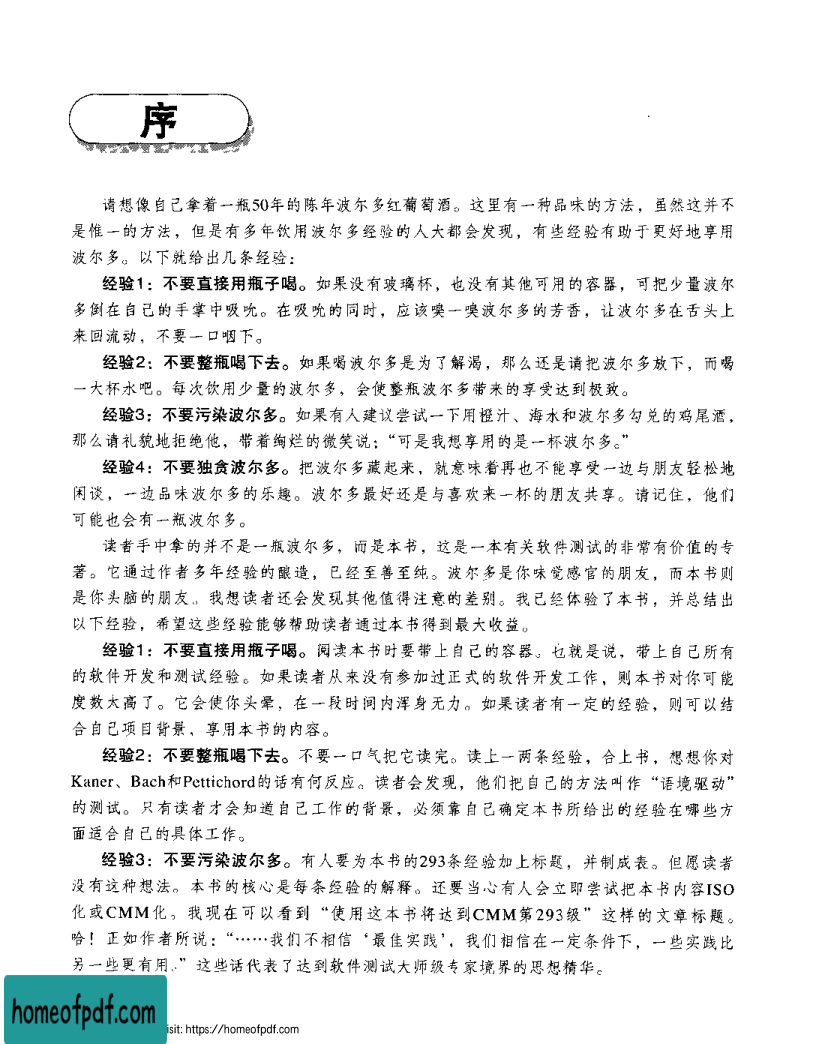 序
请想像自己拿着一瓶50年的陈年波尔多红葡萄酒。这里有一种品味的方法，虽然这并不
是惟一的方法，但是有多年饮用波尔多经验的人大都会发现，有些经验有助于更好地享用
波尔多。以下就给出几条经验：
经验1：不要直接用瓶子喝。如果没有玻璃杯，也没有其他可用的容器，可把少量波尔
多倒在自己的手掌中吸吮。在吸吮的同时，应该嗅一嗅波尔多的芳香，让波尔多在舌头上
来回流动，不要一口咽下。
经验2：不要整瓶喝下去。如果喝波尔多是为了解渴，那么还是请把波尔多放下，而喝
一大杯水吧。每次饮用少量的波尔多，会使整瓶波尔多带来的享受达到极致。
经验3：不要污染波尔多。如果有人建议尝试一下用橙汁、海水和波尔多勾兑的鸡尾酒，
那么请礼貌地拒绝他，带着绚烂的微笑说：“可是我想享用的是一杯波尔多。”
经验4：不要独贪波尔多。把波尔多藏起来，就意味着再也不能享受一边与朋友轻松地
闲谈，一边品味波尔多的乐趣。波尔多最好还是与喜欢来一杯的朋友共享。请记住，他们
可能也会有一瓶波尔多。
读者手中拿的并不是一瓶波尔多，而是本书，这是一本有关软件测试的非常有价值的专
著。它通过作者多年经验的酿造，已经至善至纯。波尔多是你味觉感官的朋友，而本书则
是你头脑的朋友。我想读者还会发现其他值得注意的差别。我已经体验了本书，并总结出
以下经验，希望这些经验能够帮助读者通过本书得到最大收益。
经验1：不要直接用瓶子喝。阅读本书时要带上自己的容器。也就是说，带上自己所有
的软件开发和测试经验。如果读者从来没有参加过正式的软件开发工作，则本书对你可能
度数太高了。它会使你头晕，在一段时间内浑身无力。如果读者有一定的经验，则可以结
合自己项目背景、享用本书的内容。
经验2：不要整瓶喝下去。不要一口气把它读完。读上一两条经验，合上书，想想你对
Kaner、Bach和Pettichord的话有何反应。读者会发现，他们把自己的方法叫作“语境驱动”
的测试。只有读者才会知道自己工作的背景，必须靠自己确定本书所给出的经验在哪些方
面适合自己的具体工作。
经验3：不要污染波尔多。有人要为本书的293条经验加上标题，并制成表。但愿读者
没有这种想法。本书的核心是每条经验的解释。还要当心有人会立即尝试把本书内容ISO
化或CMM化。我现在可以看到“使用这本书将达到CMM第293级”这样的文章标题。
哈！正如作者所说：“……我们不相信‘最佳实践’，我们相信在一定条件下，一些实践比
另一些更有用。”这些话代表了达到软件测试大师级专家境界的思想精华。
homeofpdf.com
isit: https://homeofpdf.com